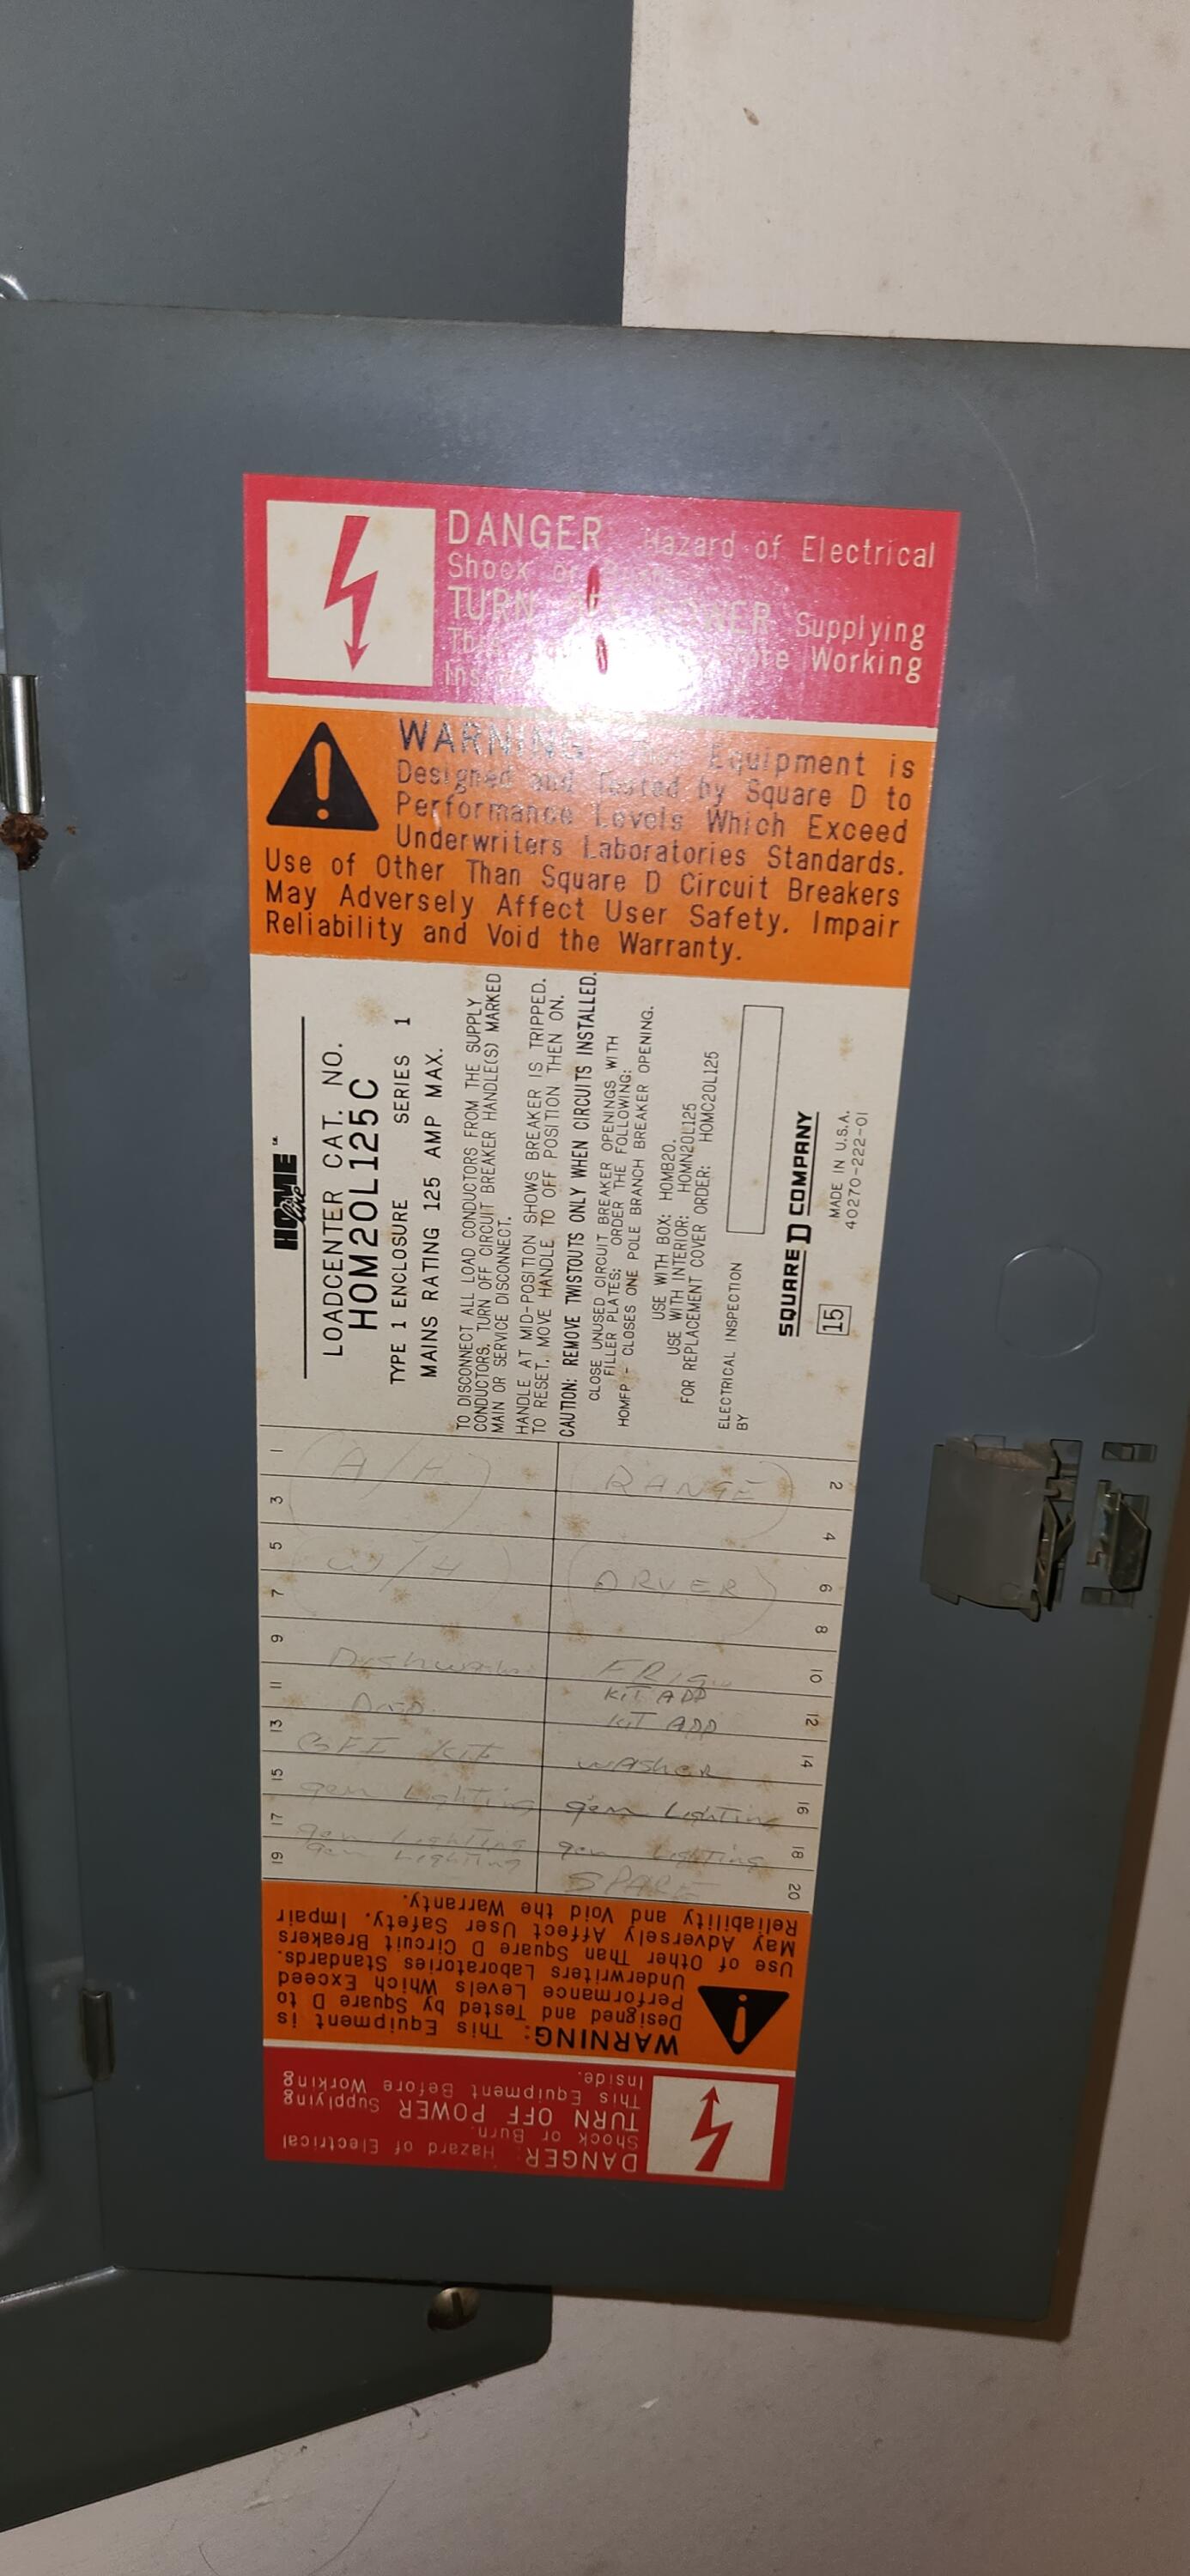 DANGER Hazard of Electrical
Shock or
TURN POWER Supplying
Working
WARNING Equipment is
Designed and Tested by Square D to
Performance Levels Which Exceed
Underwriters Laboratories Standards.
Use of Other Than Square D Circuit Breakers
May Adversely Affect User Safety, Impair
Reliability and Void the Warranty.
HOMEline
LOADCENTER CAT. NO.
HOM20L125C
TYPE 1 ENCLOSURE SERIES 1
MAINS RATING 125 AMP MAX.
TO DISCONNECT ALL LOAD CONDUCTORS FROM THE SUPPLY
CONDUCTORS, TURN OFF CIRCUIT BREAKER HANDLE(S) MARKED
MAIN OR SERVICE DISCONNECT.
HANDLE AT MID-POSITION SHOWS BREAKER IS TRIPPED.
TO RESET, MOVE HANDLE TO OFF POSITION THEN ON.
CAUTION: REMOVE TWISTOUTS ONLY WHEN CIRCUITS INSTALLED.
CLOSE UNUSED CIRCUIT BREAKER OPENINGS WITH
FILLER PLATES; ORDER THE FOLLOWING:
HOMFP - CLOSES ONE POLE BRANCH BREAKER OPENING.
USE WITH BOX: HOMB20.
USE WITH INTERIOR: HOMN20L125
FOR REPLACEMENT COVER ORDER: HOMC20L125
ELECTRICAL INSPECTION
BY
SQUARE D COMPANY
15
MADE IN U.S.A.
40270-222-01
1 A/H RANGE 2
3 4
5 W/H DRYER 6
7 8
9 FRIG. 10
11 KIT APP
KIT APP 12
13 GFI KIT WASHER 14
15 gen Lighting gen Lighting 16
17 gen Lighting gen Lighting 18
19 gen Lighting SPARE 20
DANGER: Hazard of Electrical
Shock or Burn.
TURN OFF POWER Supplying
This Equipment Before Working
Inside.
WARNING: This Equipment is
Designed and Tested by Square D to
Performance Levels Which Exceed
Underwriters Laboratories Standards.
Use of Other Than Square D Circuit Breakers
May Adversely Affect User Safety, Impair
Reliability and Void the Warranty.